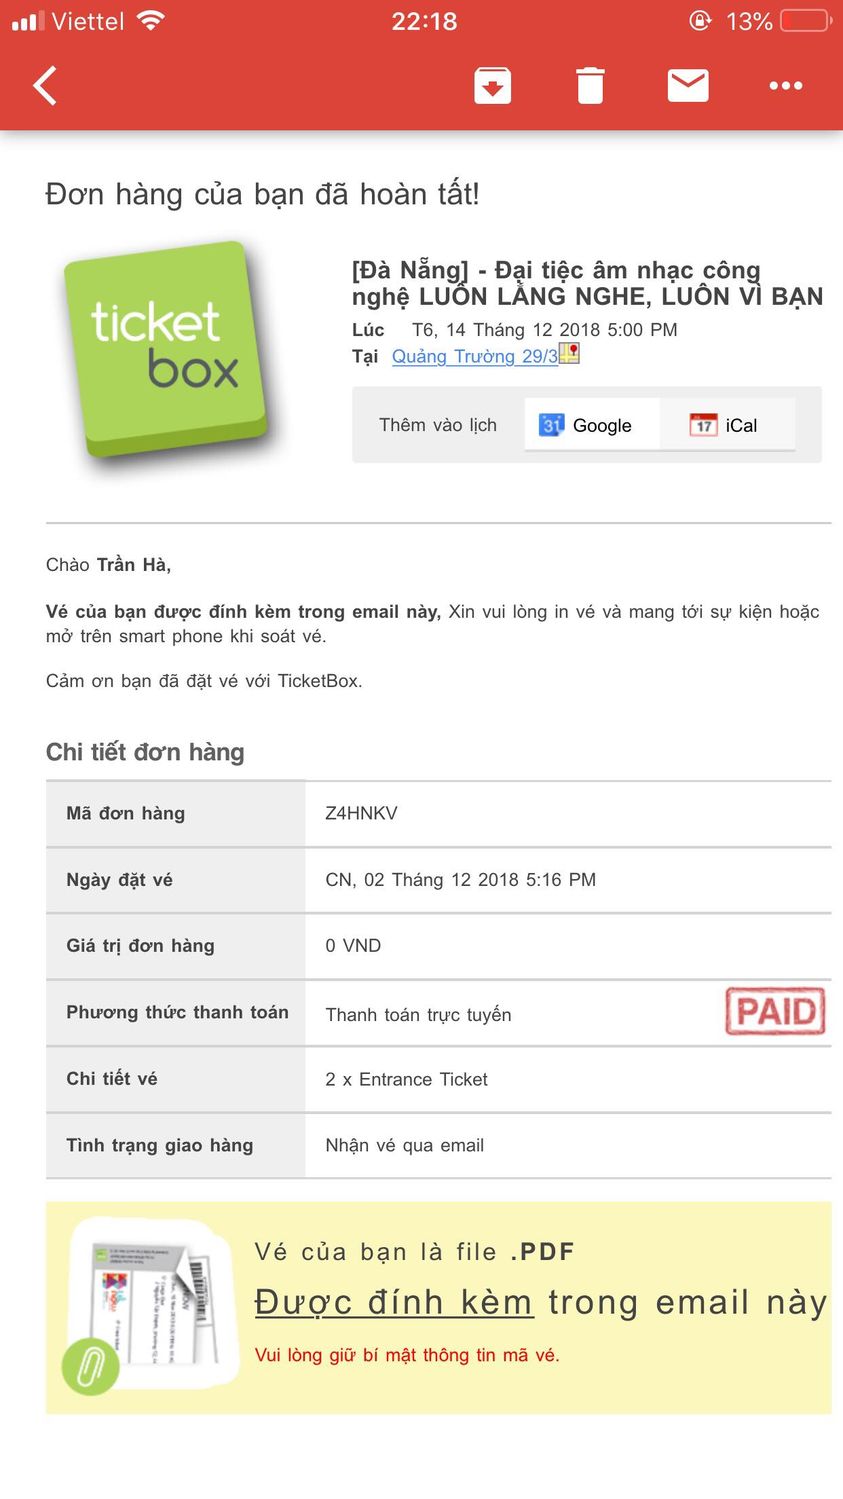 Viettel 22:18 13%
Đơn hàng của bạn đã hoàn tất!
ticket
box
[Đà Nẵng] - Đại tiệc âm nhạc công
nghệ LUÔN LẮNG NGHE, LUÔN VÌ BẠN
Lúc T6, 14 Tháng 12 2018 5:00 PM
Tại Quảng Trường 29/3
Thêm vào lịch 31 Google 17 iCal
Chào Trần Hà,
Vé của bạn được đính kèm trong email này, Xin vui lòng in vé và mang tới sự kiện hoặc
mở trên smart phone khi soát vé.
Cảm ơn bạn đã đặt vé với TicketBox.
Chi tiết đơn hàng
Mã đơn hàng Z4HNKV
Ngày đặt vé CN, 02 Tháng 12 2018 5:16 PM
Giá trị đơn hàng 0 VND
Phương thức thanh toán Thanh toán trực tuyến PAID
Chi tiết vé 2 x Entrance Ticket
Tình trạng giao hàng Nhận vé qua email
Vé của bạn là file .PDF
Được đính kèm trong email này
Vui lòng giữ bí mật thông tin mã vé.